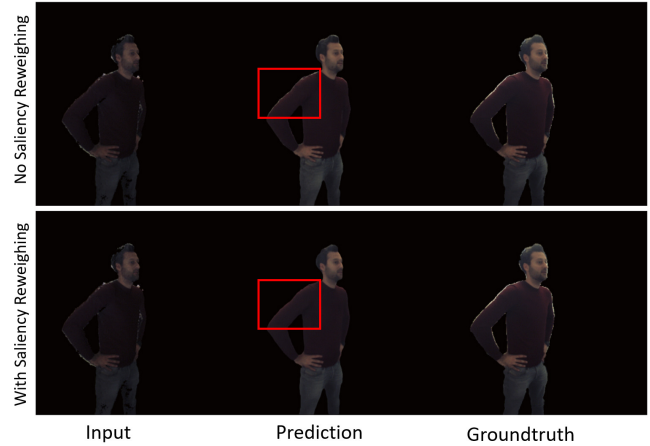 No Saliency Reweighing
With Saliency Reweighing
Input
Prediction
Groundtruth